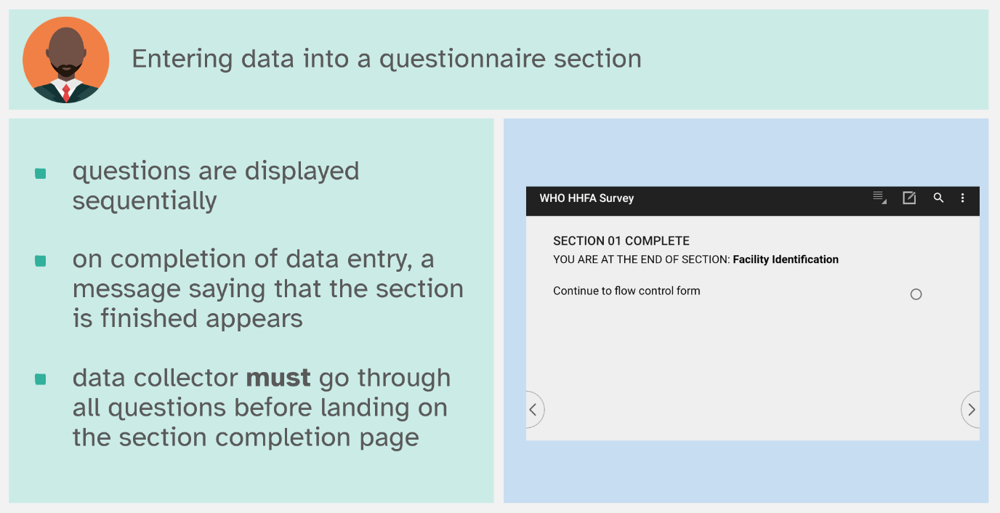 Entering data into a questionnaire section
questions are displayed
sequentially
on completion of data entry, a
message saying that the section
is finished appears
data collector must go through
all questions before landing on
the section completion page
WHO HHFA Survey
SECTION 01 COMPLETE
YOU ARE AT THE END OF SECTION: Facility Identification
Continue to flow control form